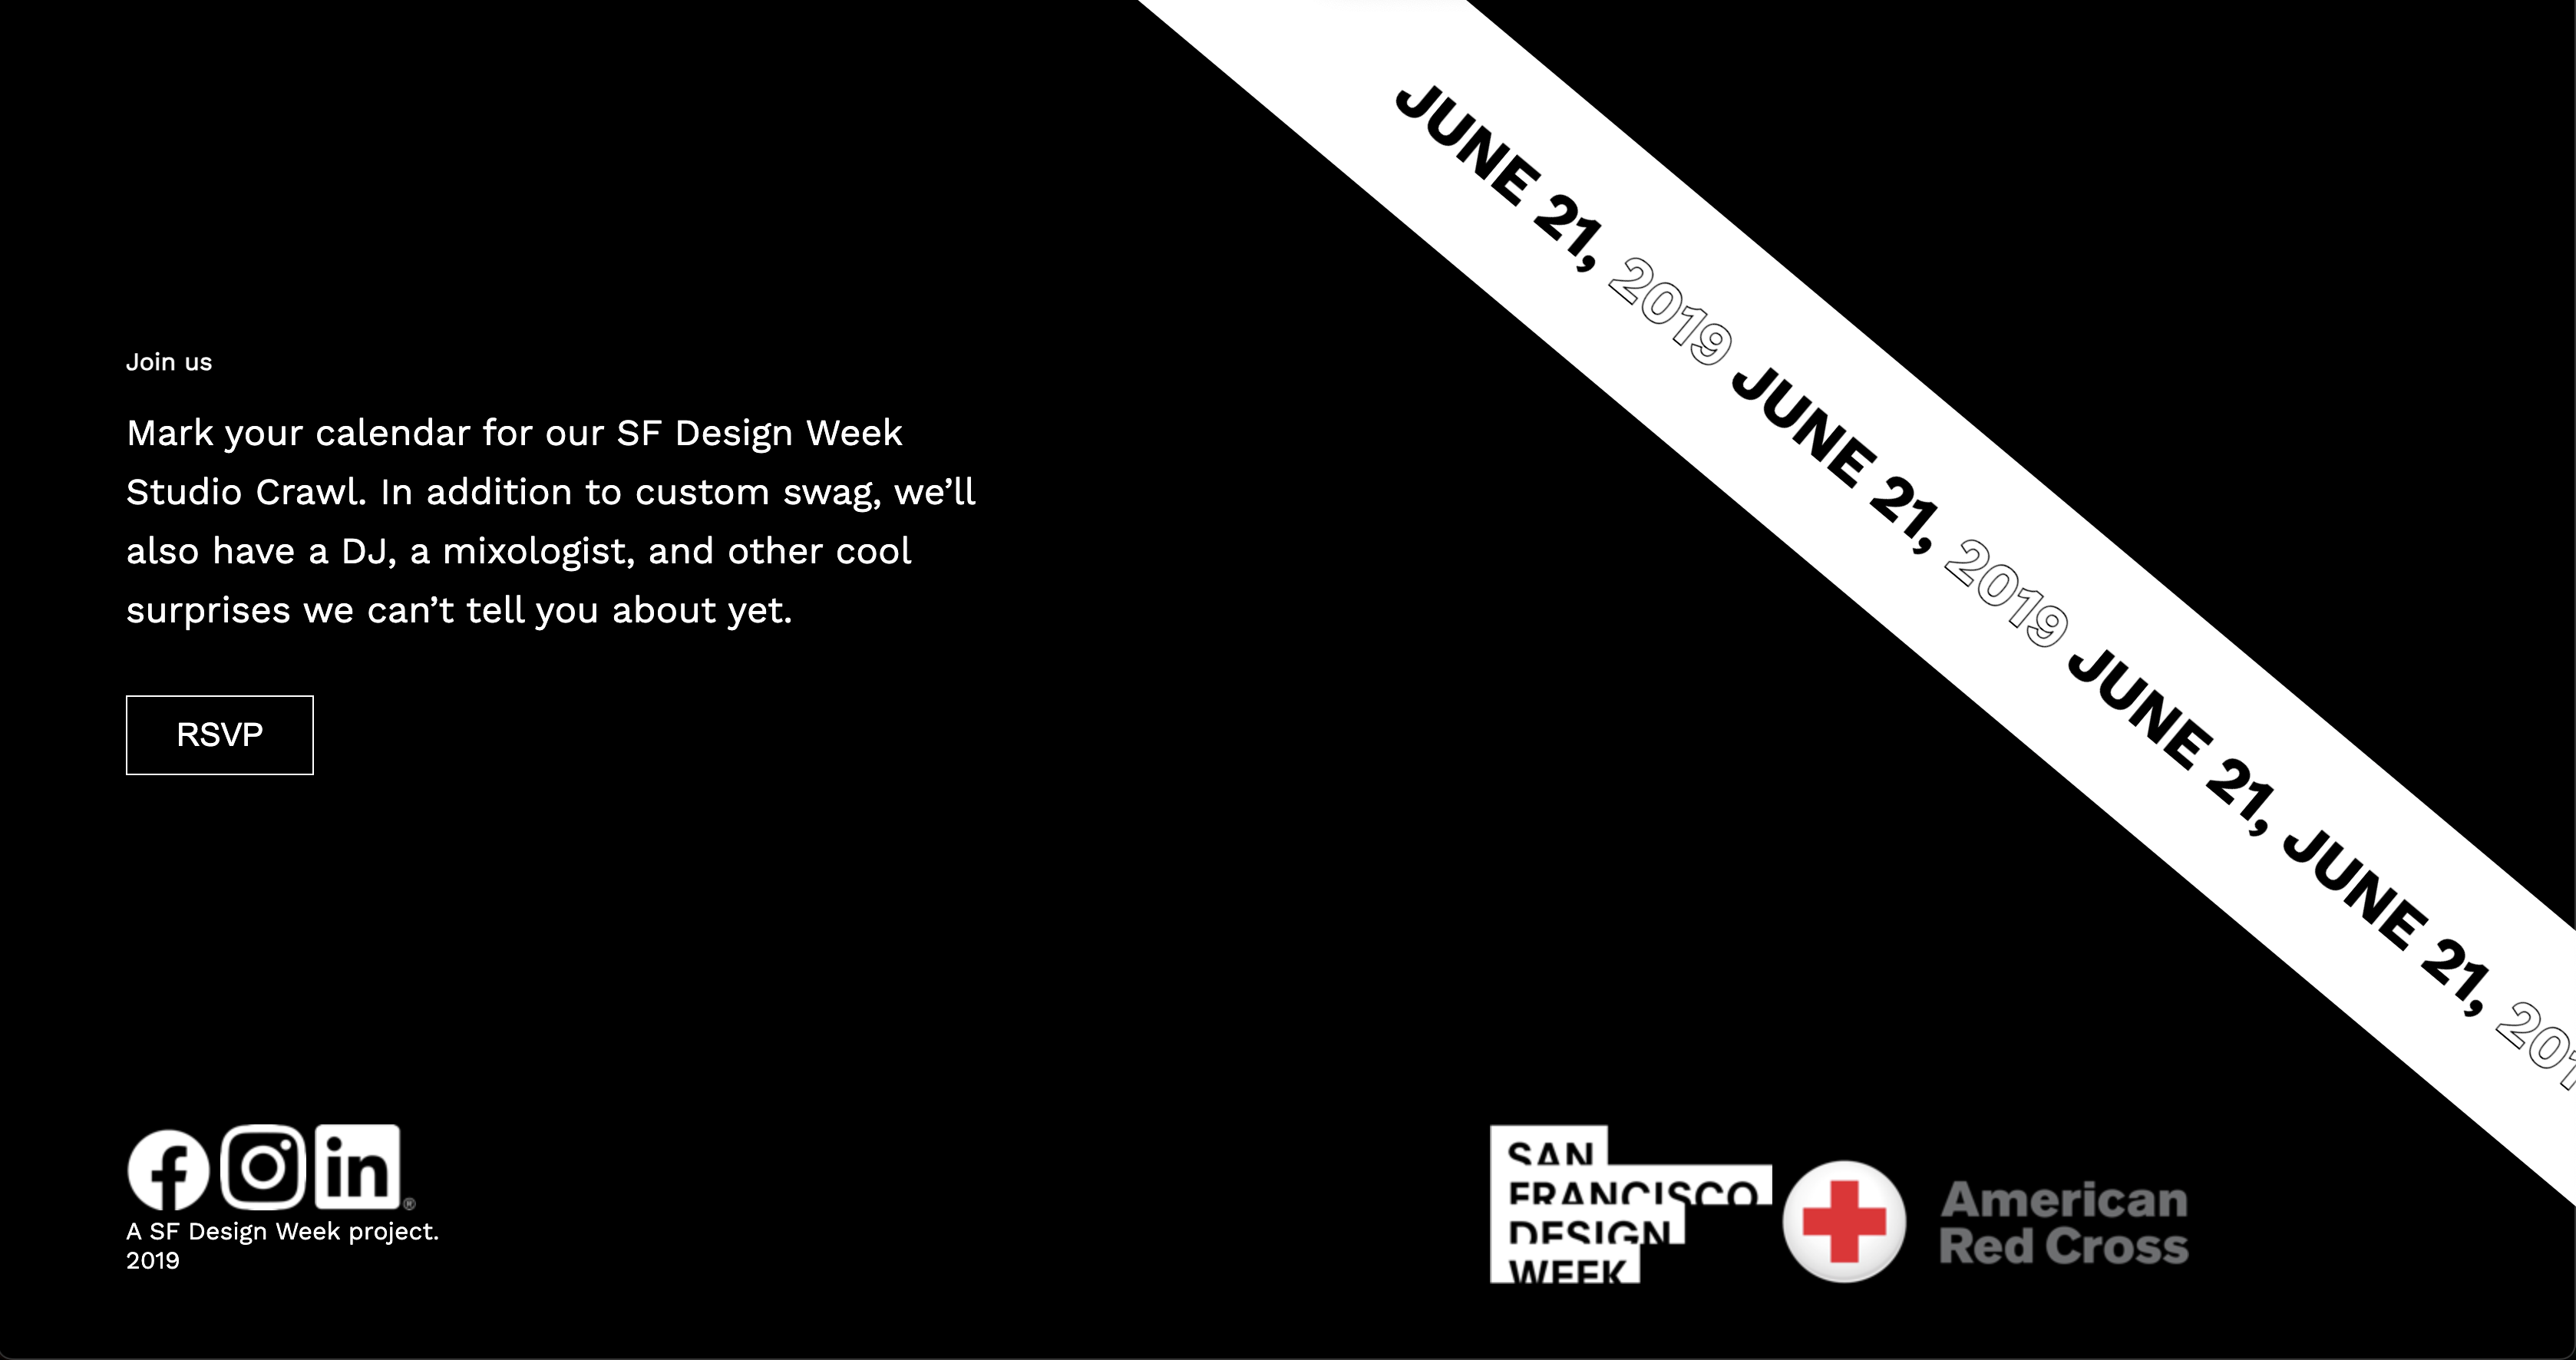 JUNE 21, 2019 JUNE 21, 2019 JUNE 21, JUNE 21, 201
Join us
Mark your calendar for our SF Design Week
Studio Crawl. In addition to custom swag, we’ll
also have a DJ, a mixologist, and other cool
surprises we can’t tell you about yet.
RSVP
in®
A SF Design Week project.
2019
SAN
FRANCISCO
DESIGN
WEEK
American
Red Cross